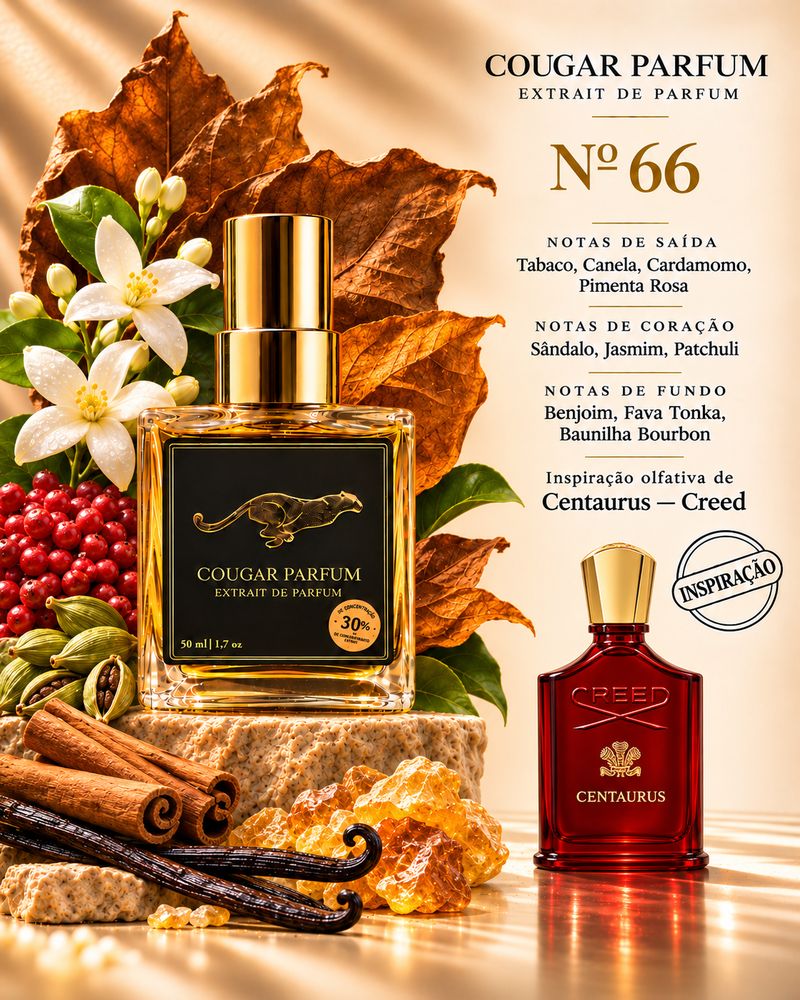 COUGAR PARFUM
EXTRAIT DE PARFUM
Nº 66
NOTAS DE SAÍDA
Tabaco, Canela, Cardamomo,
Pimenta Rosa
NOTAS DE CORAÇÃO
Sândalo, Jasmim, Patchuli
NOTAS DE FUNDO
Benjoim, Fava Tonka,
Baunilha Bourbon
Inspiração olfativa de
Centaurus — Creed
INSPIRAÇÃO
COUGAR PARFUM
EXTRAIT DE PARFUM
DE CONCENTRAÇÃO
30%
50 ml | 1,7 oz
CREED
CENTAURUS